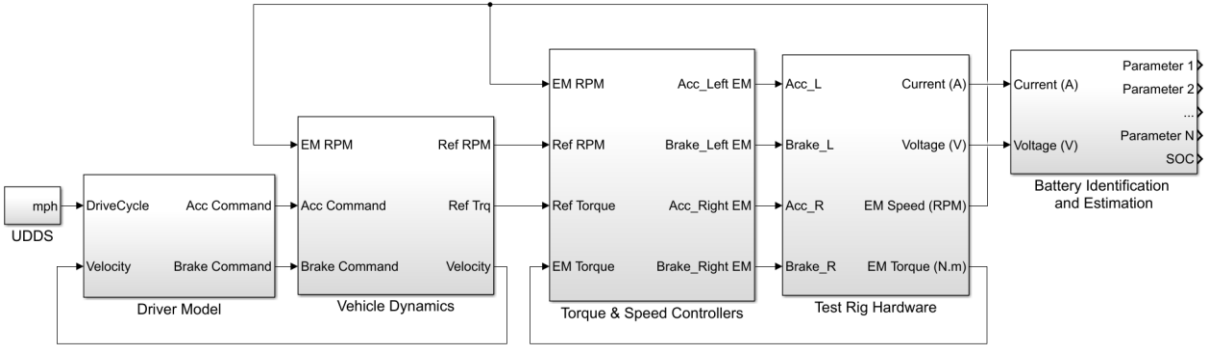 mph
UDDS
DriveCycle
Velocity
Acc Command
Brake Command
Driver Model
EM RPM
Acc Command
Brake Command
Ref RPM
Ref Trq
Velocity
Vehicle Dynamics
EM RPM
Ref RPM
Ref Torque
EM Torque
Acc_Left EM
Brake_Left EM
Acc_Right EM
Brake_Right EM
Torque & Speed Controllers
Acc_L
Brake_L
Acc_R
Brake_R
Current (A)
Voltage (V)
EM Speed (RPM)
EM Torque (N.m)
Test Rig Hardware
Current (A)
Voltage (V)
Parameter 1
Parameter 2
...
Parameter N
SOC
Battery Identification
and Estimation